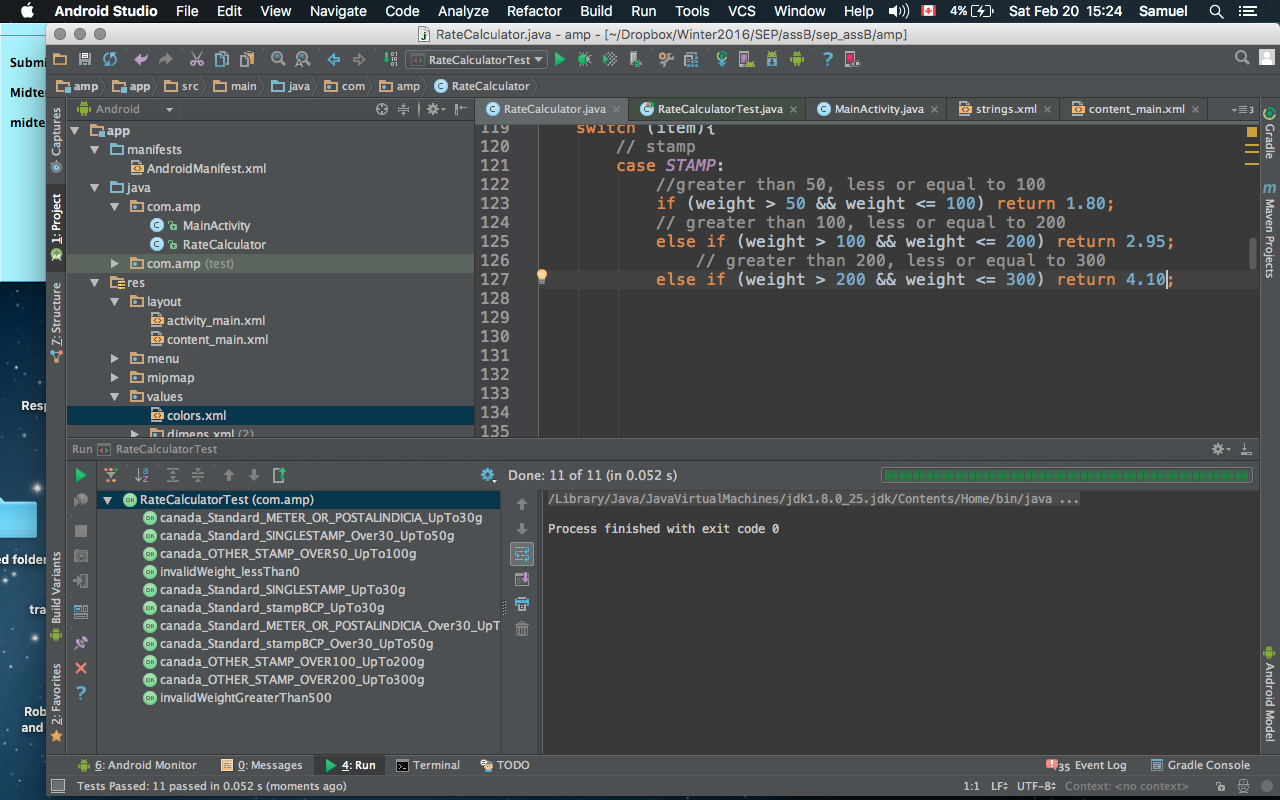 Android Studio File Edit View Navigate Code Analyze Refactor Build Run Tools VCS Window Help 4% Sat Feb 20 15:24 Samuel
RateCalculator.java - amp - [~/Dropbox/Winter2016/SEP/assB/sep_assB/amp]
RateCalculatorTest
amp app src main java com amp RateCalculator
Submi
Midte
midte
Resp
ed folder
tra
Rob
and
Captures
1: Project
Z: Structure
Build Variants
2: Favorites
Android
app
manifests
AndroidManifest.xml
java
com.amp
MainActivity
RateCalculator
com.amp (test)
res
layout
activity_main.xml
content_main.xml
menu
mipmap
values
colors.xml
dimens.xml (2)
RateCalculator.java RateCalculatorTest.java MainActivity.java strings.xml content_main.xml 3
119 switch (item){
120 // stamp
121 case STAMP:
122 //greater than 50, less or equal to 100
123 if (weight > 50 && weight <= 100) return 1.80;
124 // greater than 100, less or equal to 200
125 else if (weight > 100 && weight <= 200) return 2.95;
126 // greater than 200, less or equal to 300
127 else if (weight > 200 && weight <= 300) return 4.10;
128
129
130
131
132
133
134
135
Gradle
m Maven Projects
Android Model
Run RateCalculatorTest
Done: 11 of 11 (in 0.052 s)
RateCalculatorTest (com.amp)
canada_Standard_METER_OR_POSTALINDICIA_UpTo30g
canada_Standard_SINGLESTAMP_Over30_UpTo50g
canada_OTHER_STAMP_OVER50_UpTo100g
invalidWeight_lessThan0
canada_Standard_SINGLESTAMP_UpTo30g
canada_Standard_stampBCP_UpTo30g
canada_Standard_METER_OR_POSTALINDICIA_Over30_UpT
canada_Standard_stampBCP_Over30_UpTo50g
canada_OTHER_STAMP_OVER100_UpTo200g
canada_OTHER_STAMP_OVER200_UpTo300g
invalidWeightGreaterThan500
/Library/Java/JavaVirtualMachines/jdk1.8.0_25.jdk/Contents/Home/bin/java ...
Process finished with exit code 0
6: Android Monitor 0: Messages 4: Run Terminal TODO 35 Event Log Gradle Console
Tests Passed: 11 passed in 0.052 s (moments ago) 1:1 LF UTF-8 Context: <no context>